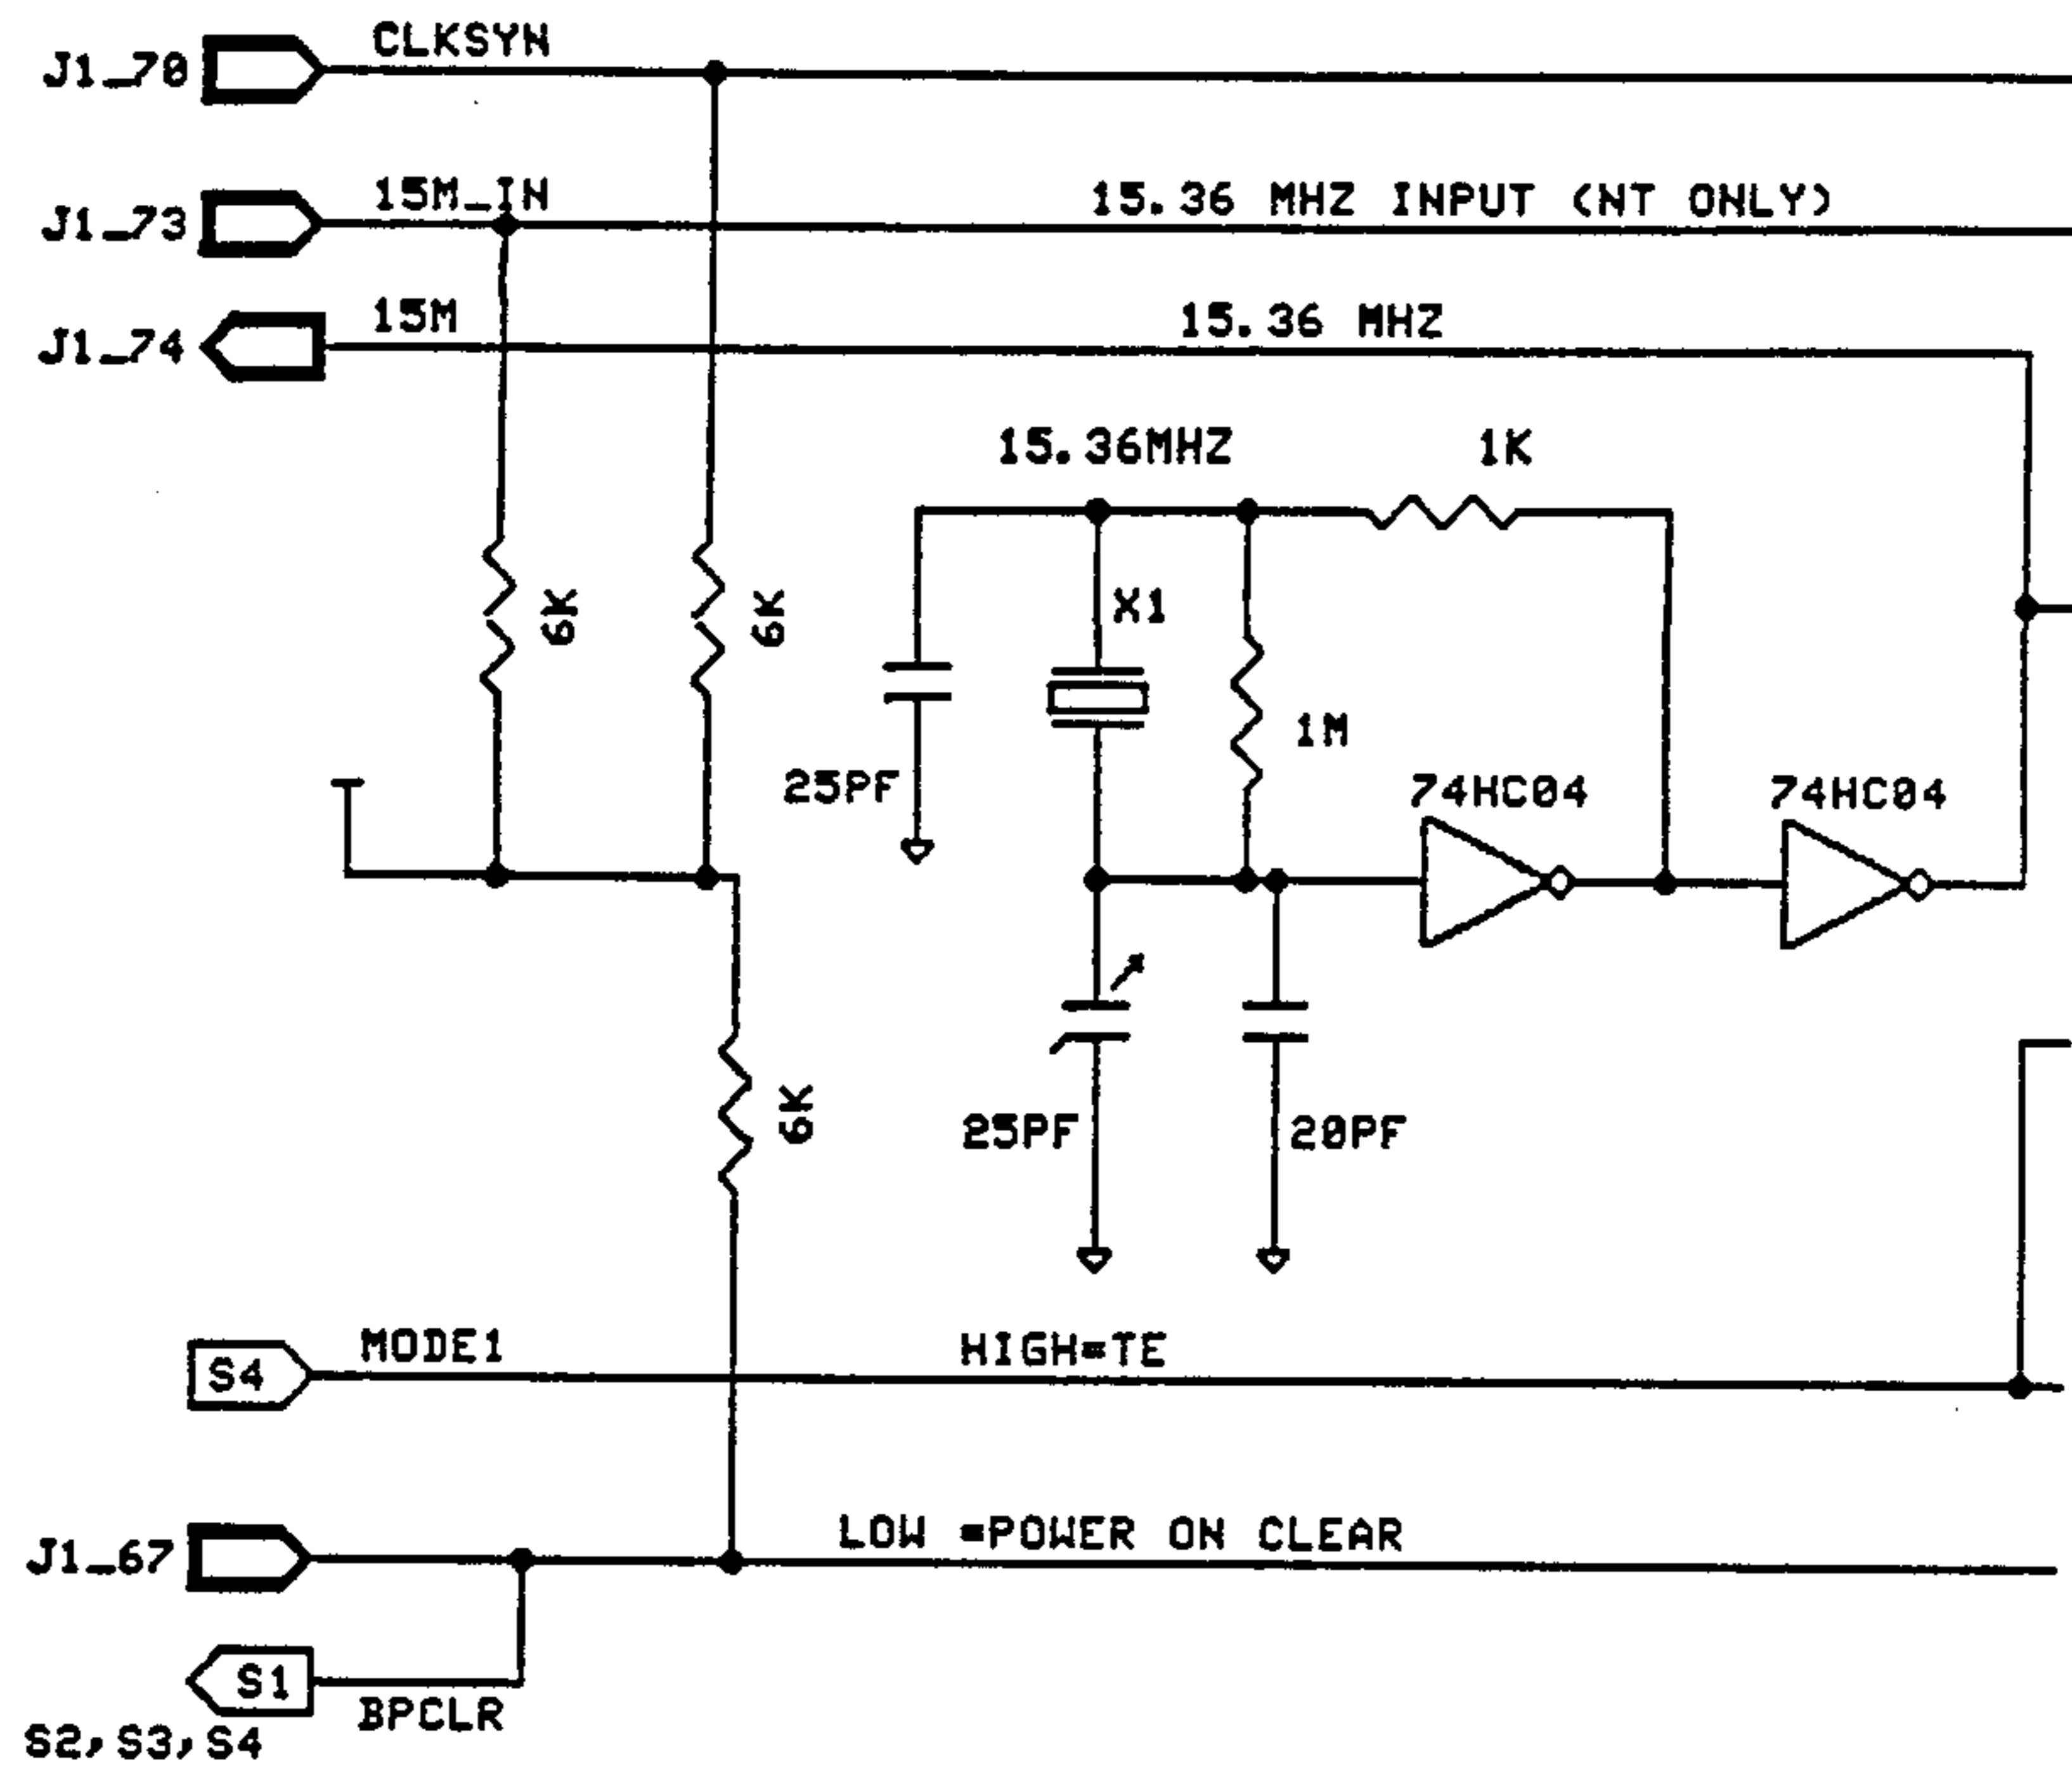 CLKSYN
J1_70
15M_IN
15.36 MHZ INPUT (NT ONLY)
J1_73
15M
15.36 MHZ
J1_74
15.36MHZ
1K
6K
6K
X1
1M
25PF
74HC04
74HC04
6K
25PF
20PF
MODE1
HIGH=TE
S4
LOW =POWER ON CLEAR
J1_67
S1
BPCLR
S2,S3,S4